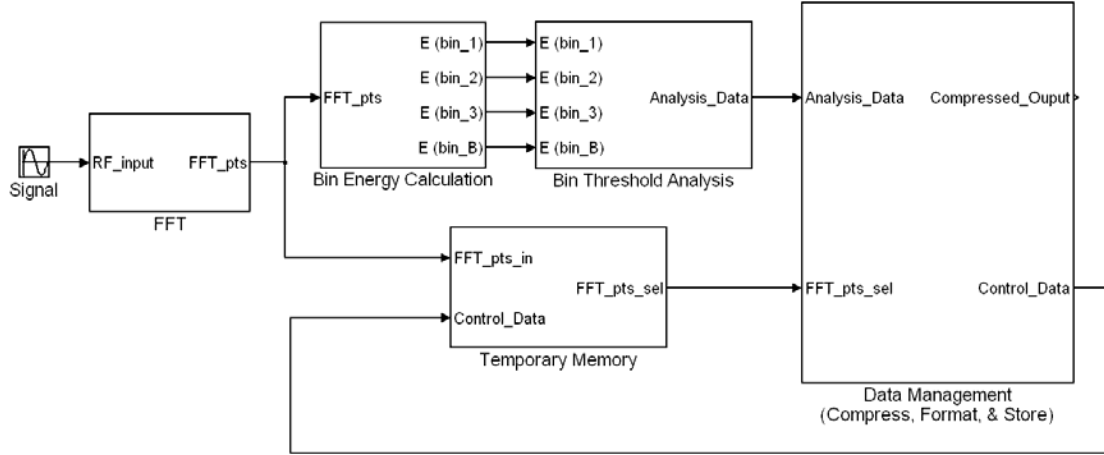 Signal
RF_input
FFT_pts
FFT
FFT_pts
E (bin_1)
E (bin_2)
E (bin_3)
E (bin_B)
Bin Energy Calculation
E (bin_1)
E (bin_2)
E (bin_3)
E (bin_B)
Analysis_Data
Bin Threshold Analysis
FFT_pts_in
Control_Data
FFT_pts_sel
Temporary Memory
Analysis_Data
Compressed_Ouput
FFT_pts_sel
Control_Data
Data Management
(Compress, Format, & Store)